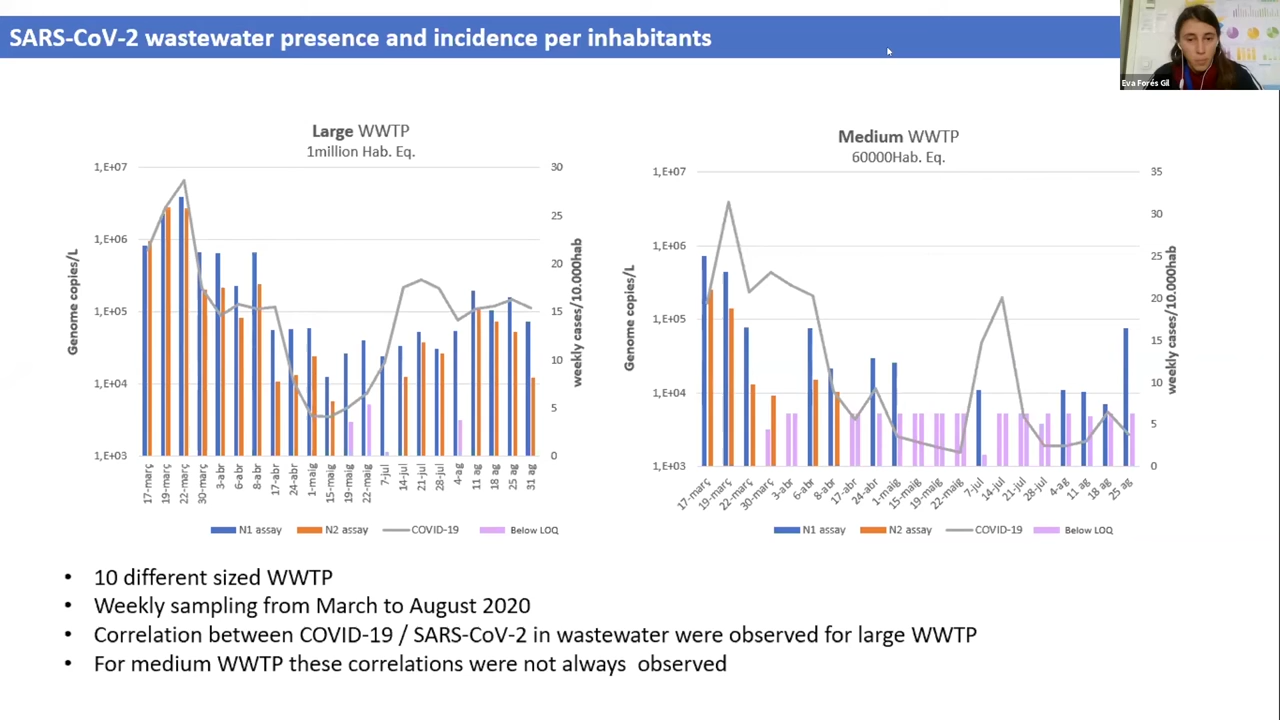 SARS-CoV-2 wastewater presence and incidence per inhabitants
Eva Forés Gil
Large WWTP
1million Hab. Eq.
1,E+07
1,E+06
1,E+05
1,E+04
1,E+03
Genome copies/L
30
25
20
15
10
5
0
weekly cases/10.000hab
17-març
19-març
22-març
30-març
3-abr
6-abr
8-abr
17-abr
24-abr
1-maig
15-maig
19-maig
22-maig
7-jul
14-jul
21-jul
28-jul
4-ag
11 ag
18 ag
25 ag
31 ag
N1 assay
N2 assay
COVID-19
Below LOQ
Medium WWTP
60000Hab. Eq.
1,E+07
1,E+06
1,E+05
1,E+04
1,E+03
Genome copies/L
35
30
25
20
15
10
5
0
weekly cases/10.000hab
17-març
19-març
22-març
30-març
3-abr
6-abr
8-abr
17-abr
24-abr
1-maig
15-maig
19-maig
22-maig
7-jul
14-jul
21-jul
28-jul
4-ag
11 ag
18 ag
25 ag
N1 assay
N2 assay
COVID-19
Below LOQ
• 10 different sized WWTP
• Weekly sampling from March to August 2020
• Correlation between COVID-19 / SARS-CoV-2 in wastewater were observed for large WWTP
• For medium WWTP these correlations were not always observed